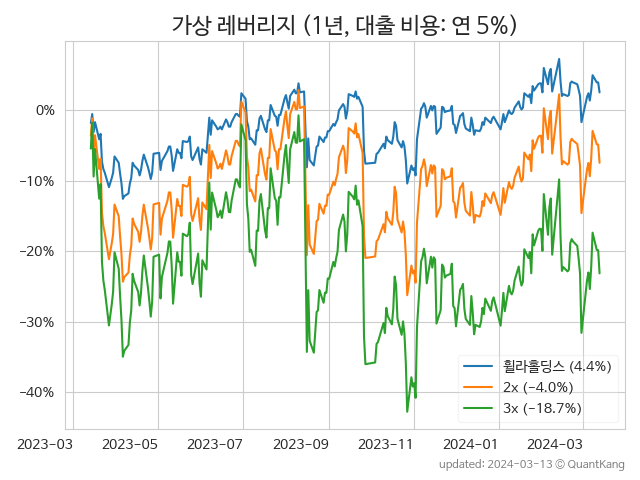 가상 레버리지 (1년, 대출 비용: 연 5%)
0%
−10%
−20%
−30%
−40%
휠라홀딩스 (4.4%)
2x (−4.0%)
3x (−18.7%)
2023−03 2023−05 2023−07 2023−09 2023−11 2024−01 2024−03
updated: 2024−03−13 ⓒ QuantKang